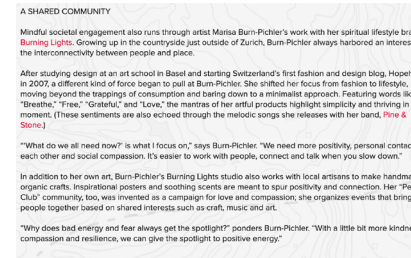 A SHARED COMMUNITY
Mindful societal engagement also runs through artist Marisa Burn-Pichler's work with her spiritual lifestyle bra
Burning Lights. Growing up in the countryside just outside of Zurich, Burn-Pichler always harbored an interes
the interconnectivity between people and place.
After studying design at an art school in Basel and starting Switzerland's first fashion and design blog, Hopeh
in 2007, a different kind of force began to pull at Burn-Pichler. She shifted her focus from fashion to lifestyle,
moving beyond the trappings of consumption and baring down to a minimalist approach. Featuring words lik
"Breathe," "Free," "Grateful," and "Love," the mantras of her artful products highlight simplicity and thriving in
moment. (These sentiments are also echoed through the melodic songs she releases with her band, Pine &
Stone.)
"'What do we all need now?' is what I focus on," says Burn-Pichler. "We need more positivity, personal contac
each other and social compassion. It's easier to work with people, connect and talk when you slow down."
In addition to her own art, Burn-Pichler's Burning Lights studio also works with local artisans to make handma
organic crafts. Inspirational posters and soothing scents are meant to spur positivity and connection. Her "Pe
Club" community, too, was invented as a campaign for love and compassion; she organizes events that bring
people together based on shared interests such as craft, music and art.
"Why does bad energy and fear always get the spotlight?" ponders Burn-Pichler. "With a little bit more kindne
compassion and resilience, we can give the spotlight to positive energy."